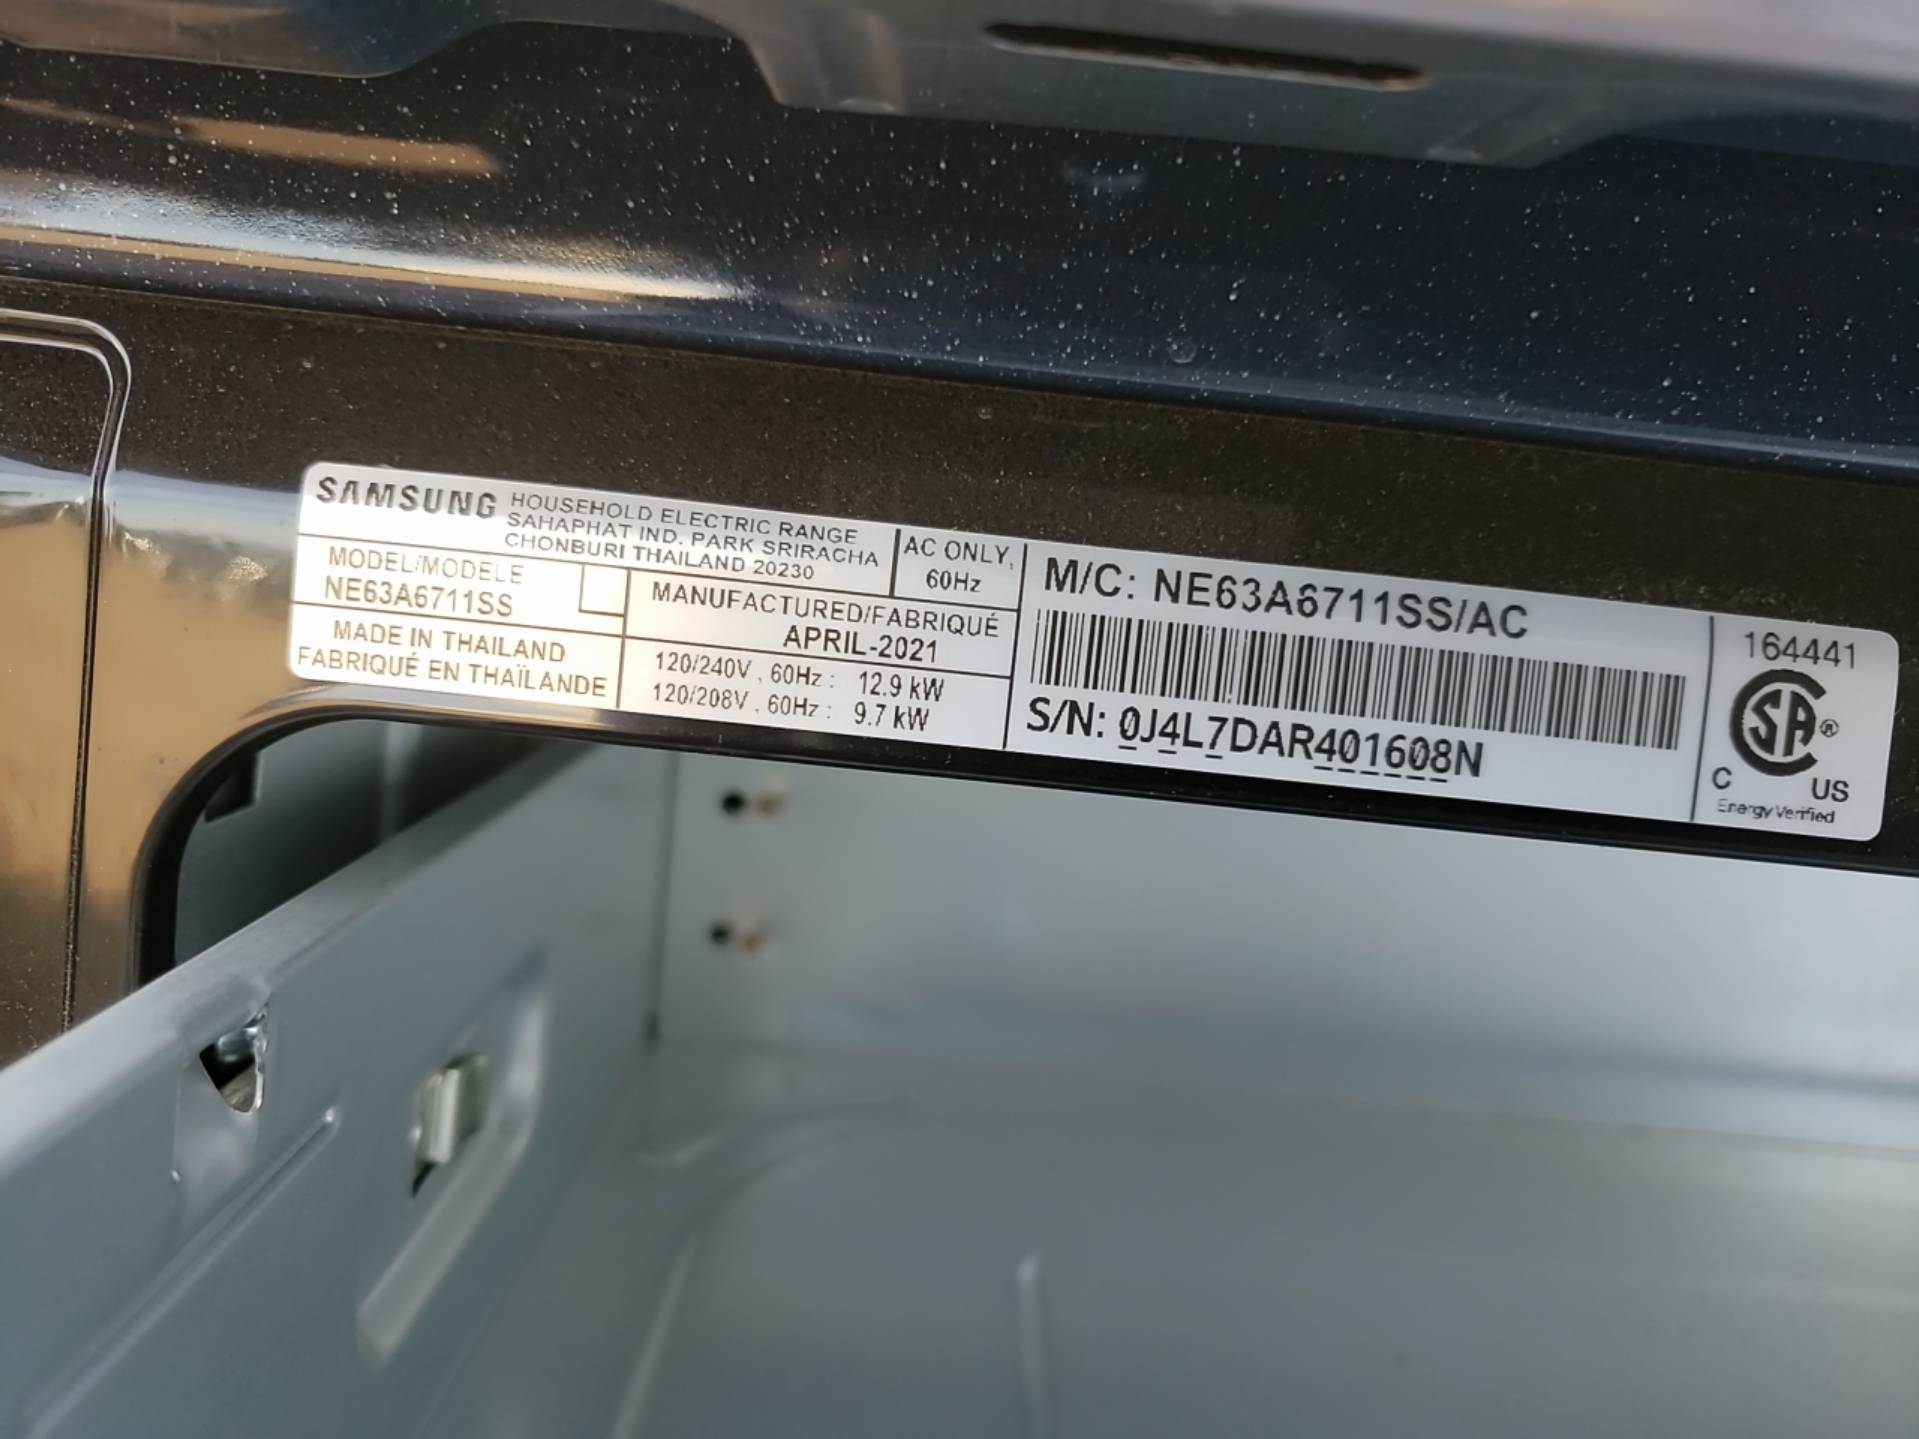 SAMSUNG HOUSEHOLD ELECTRIC RANGE
SAHAPHAT IND. PARK SRIRACHA
CHONBURI THAILAND 20230
AC ONLY,
60Hz
MODEL/MODELE
NE63A6711SS
MANUFACTURED/FABRIQUÉ
APRIL-2021
MADE IN THAILAND
FABRIQUÉ EN THAÏLANDE
120/240V , 60Hz : 12.9 kW
120/208V , 60Hz : 9.7 kW
M/C: NE63A6711SS/AC
S/N: 0J4L7DAR401608N
164441
SA®
C US
Energy Verified